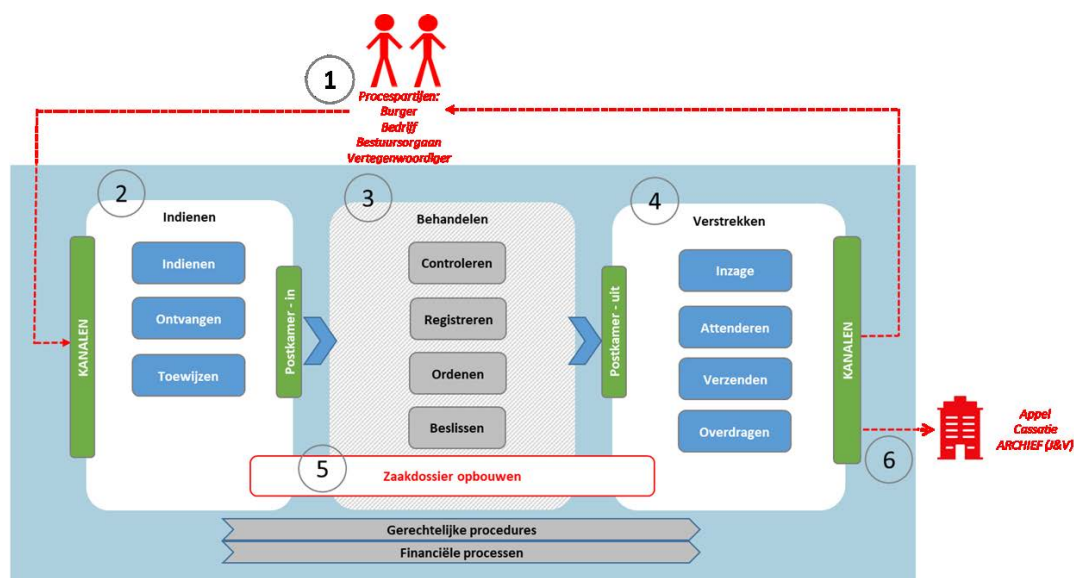 1
Procespartijen:
Burger
Bedrijf
Bestuursorgaan
Vertegenwoordiger
2
Indienen
KANALEN
Indienen
Ontvangen
Toewijzen
Postkamer - in
3
Behandelen
Controleren
Registreren
Ordenen
Beslissen
4
Verstrekken
Postkamer - uit
Inzage
Attenderen
Verzenden
Overdragen
KANALEN
5
Zaakdossier opbouwen
6
Appel
Cassatie
ARCHIEF (J&V)
Gerechtelijke procedures
Financiële processen